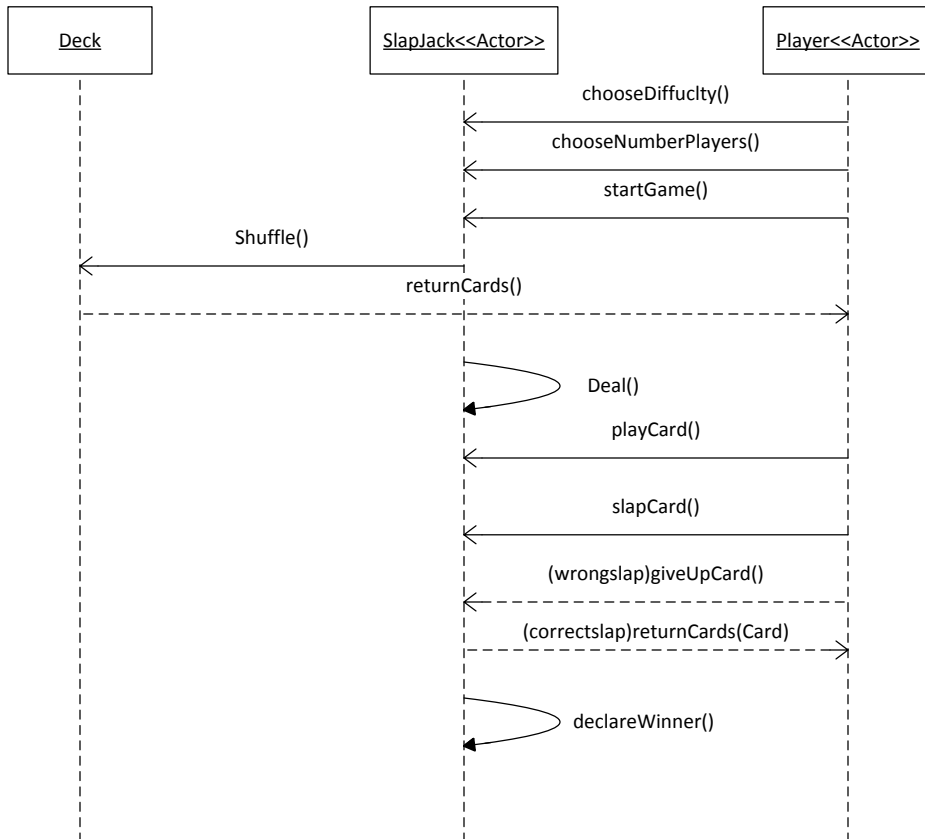 Deck
SlapJack<<Actor>>
Player<<Actor>>
chooseDiffuclty()
chooseNumberPlayers()
startGame()
Shuffle()
returnCards()
Deal()
playCard()
slapCard()
(wrongslap)giveUpCard()
(correctslap)returnCards(Card)
declareWinner()